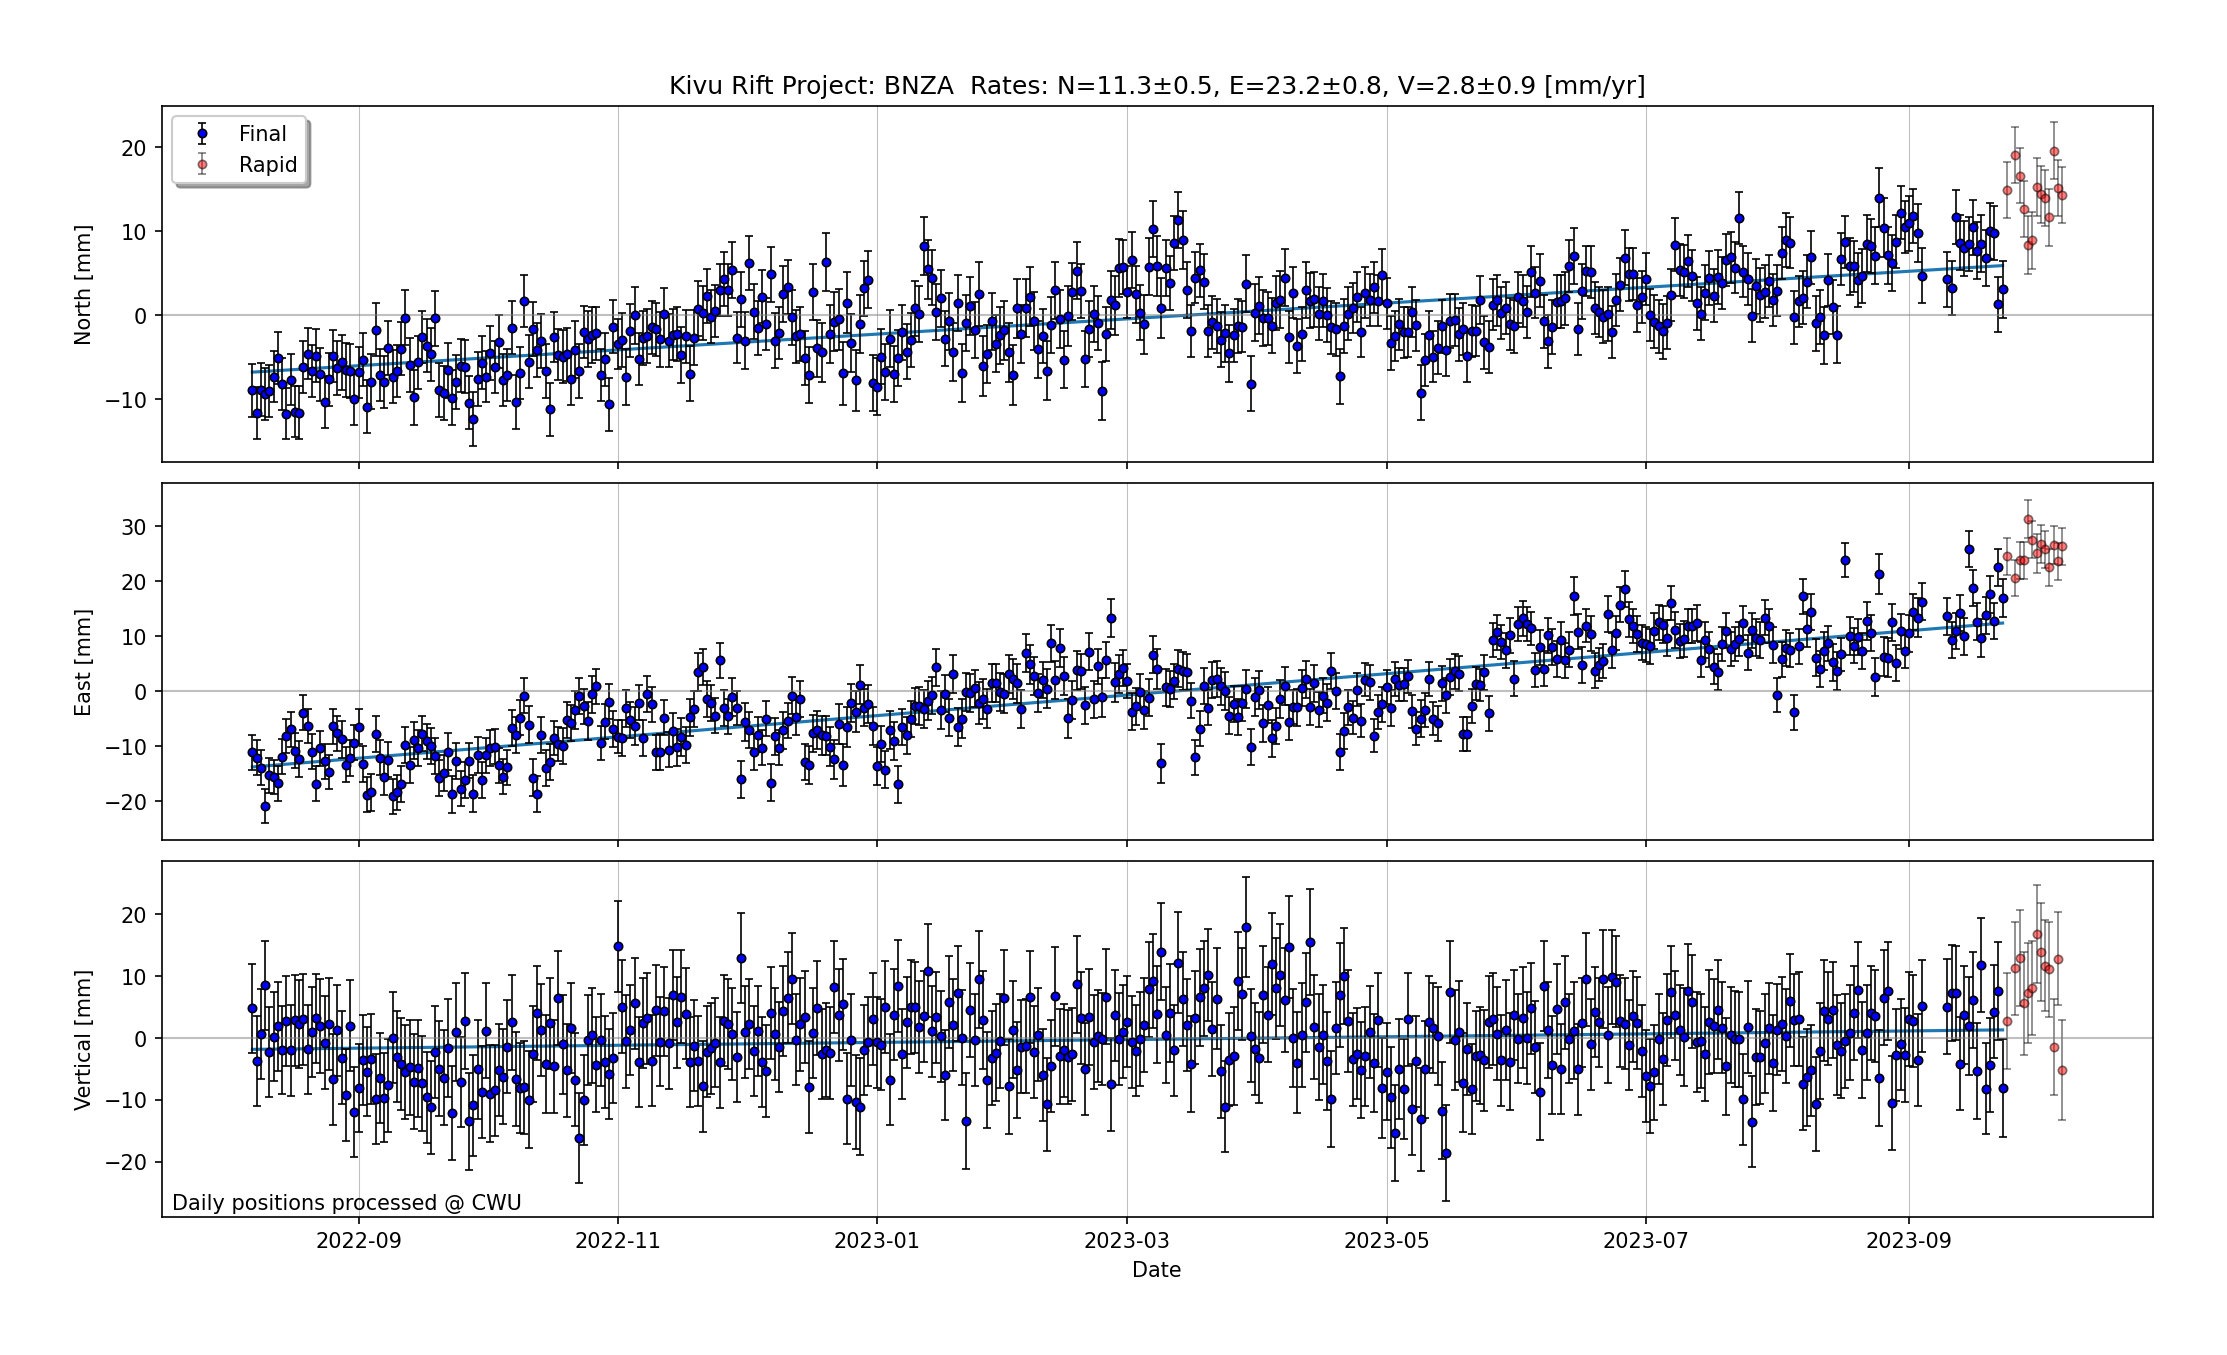 Kivu Rift Project: BNZA  Rates: N=11.3±0.5, E=23.2±0.8, V=2.8±0.9 [mm/yr]
Final
Rapid
North [mm]
20
10
0
−10
East [mm]
30
20
10
0
−10
−20
Vertical [mm]
20
10
0
−10
−20
Daily positions processed @ CWU
2022-09
2022-11
2023-01
2023-03
2023-05
2023-07
2023-09
Date